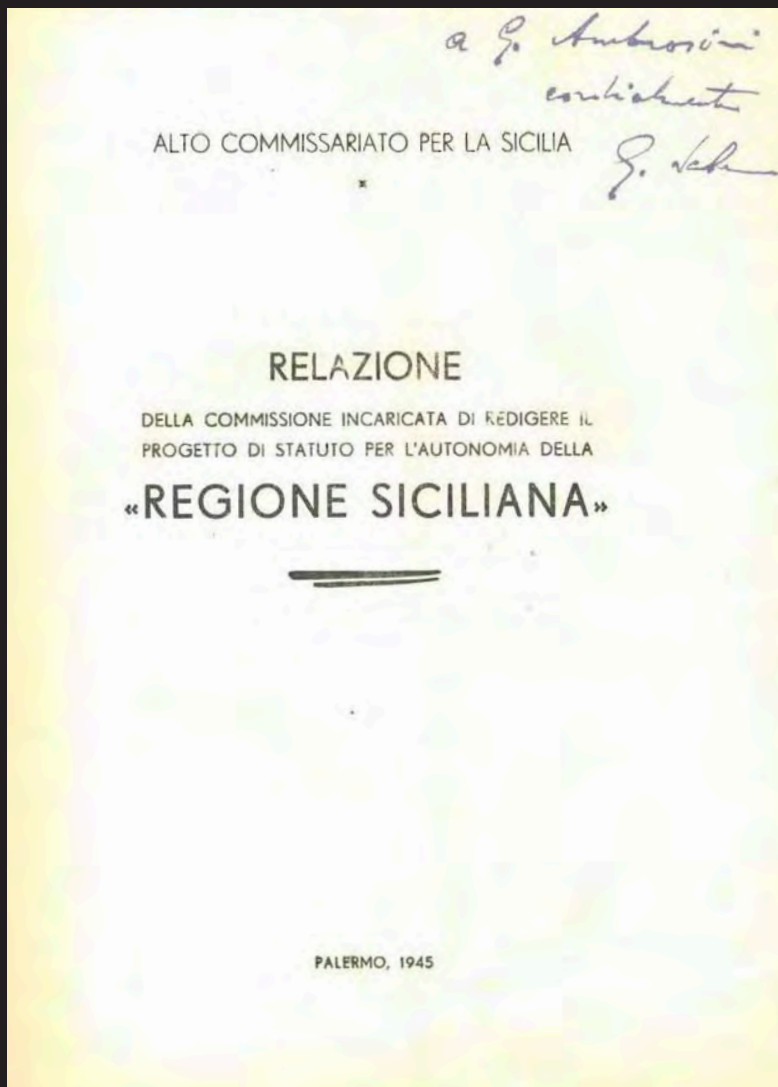 a G. Ambrosini
cordialmente
G.
ALTO COMMISSARIATO PER LA SICILIA
RELAZIONE
DELLA COMMISSIONE INCARICATA DI REDIGERE IL
PROGETTO DI STATUTO PER L'AUTONOMIA DELLA
«REGIONE SICILIANA»
PALERMO, 1945